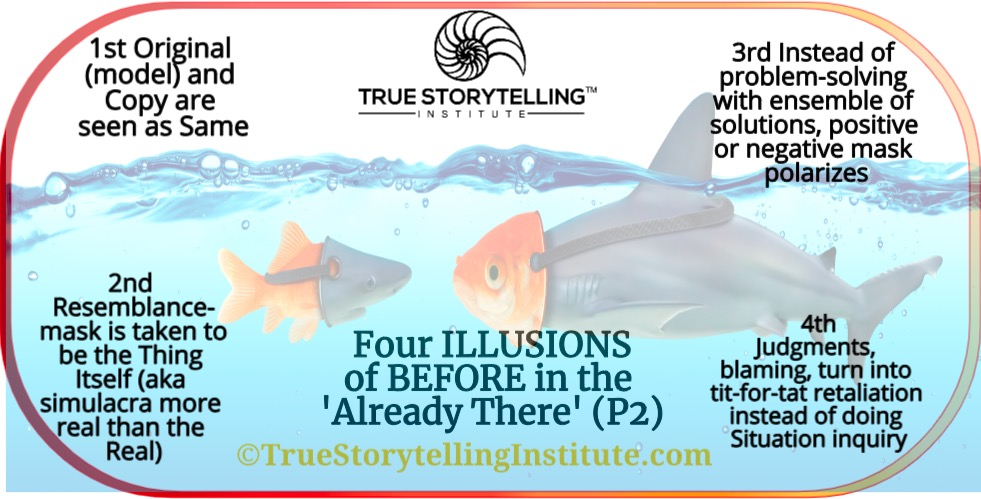 1st Original
(model) and
Copy are
seen as Same
TRUE STORYTELLING™
INSTITUTE
3rd Instead of
problem-solving
with ensemble of
solutions, positive
or negative mask
polarizes
2nd
Resemblance-
mask is taken to
be the Thing
Itself (aka
simulacra more
real than the
Real)
Four ILLUSIONS
of BEFORE in the
'Already There' (P2)
4th
Judgments,
blaming, turn into
tit-for-tat retaliation
instead of doing
Situation inquiry
©TrueStorytellingInstitute.com